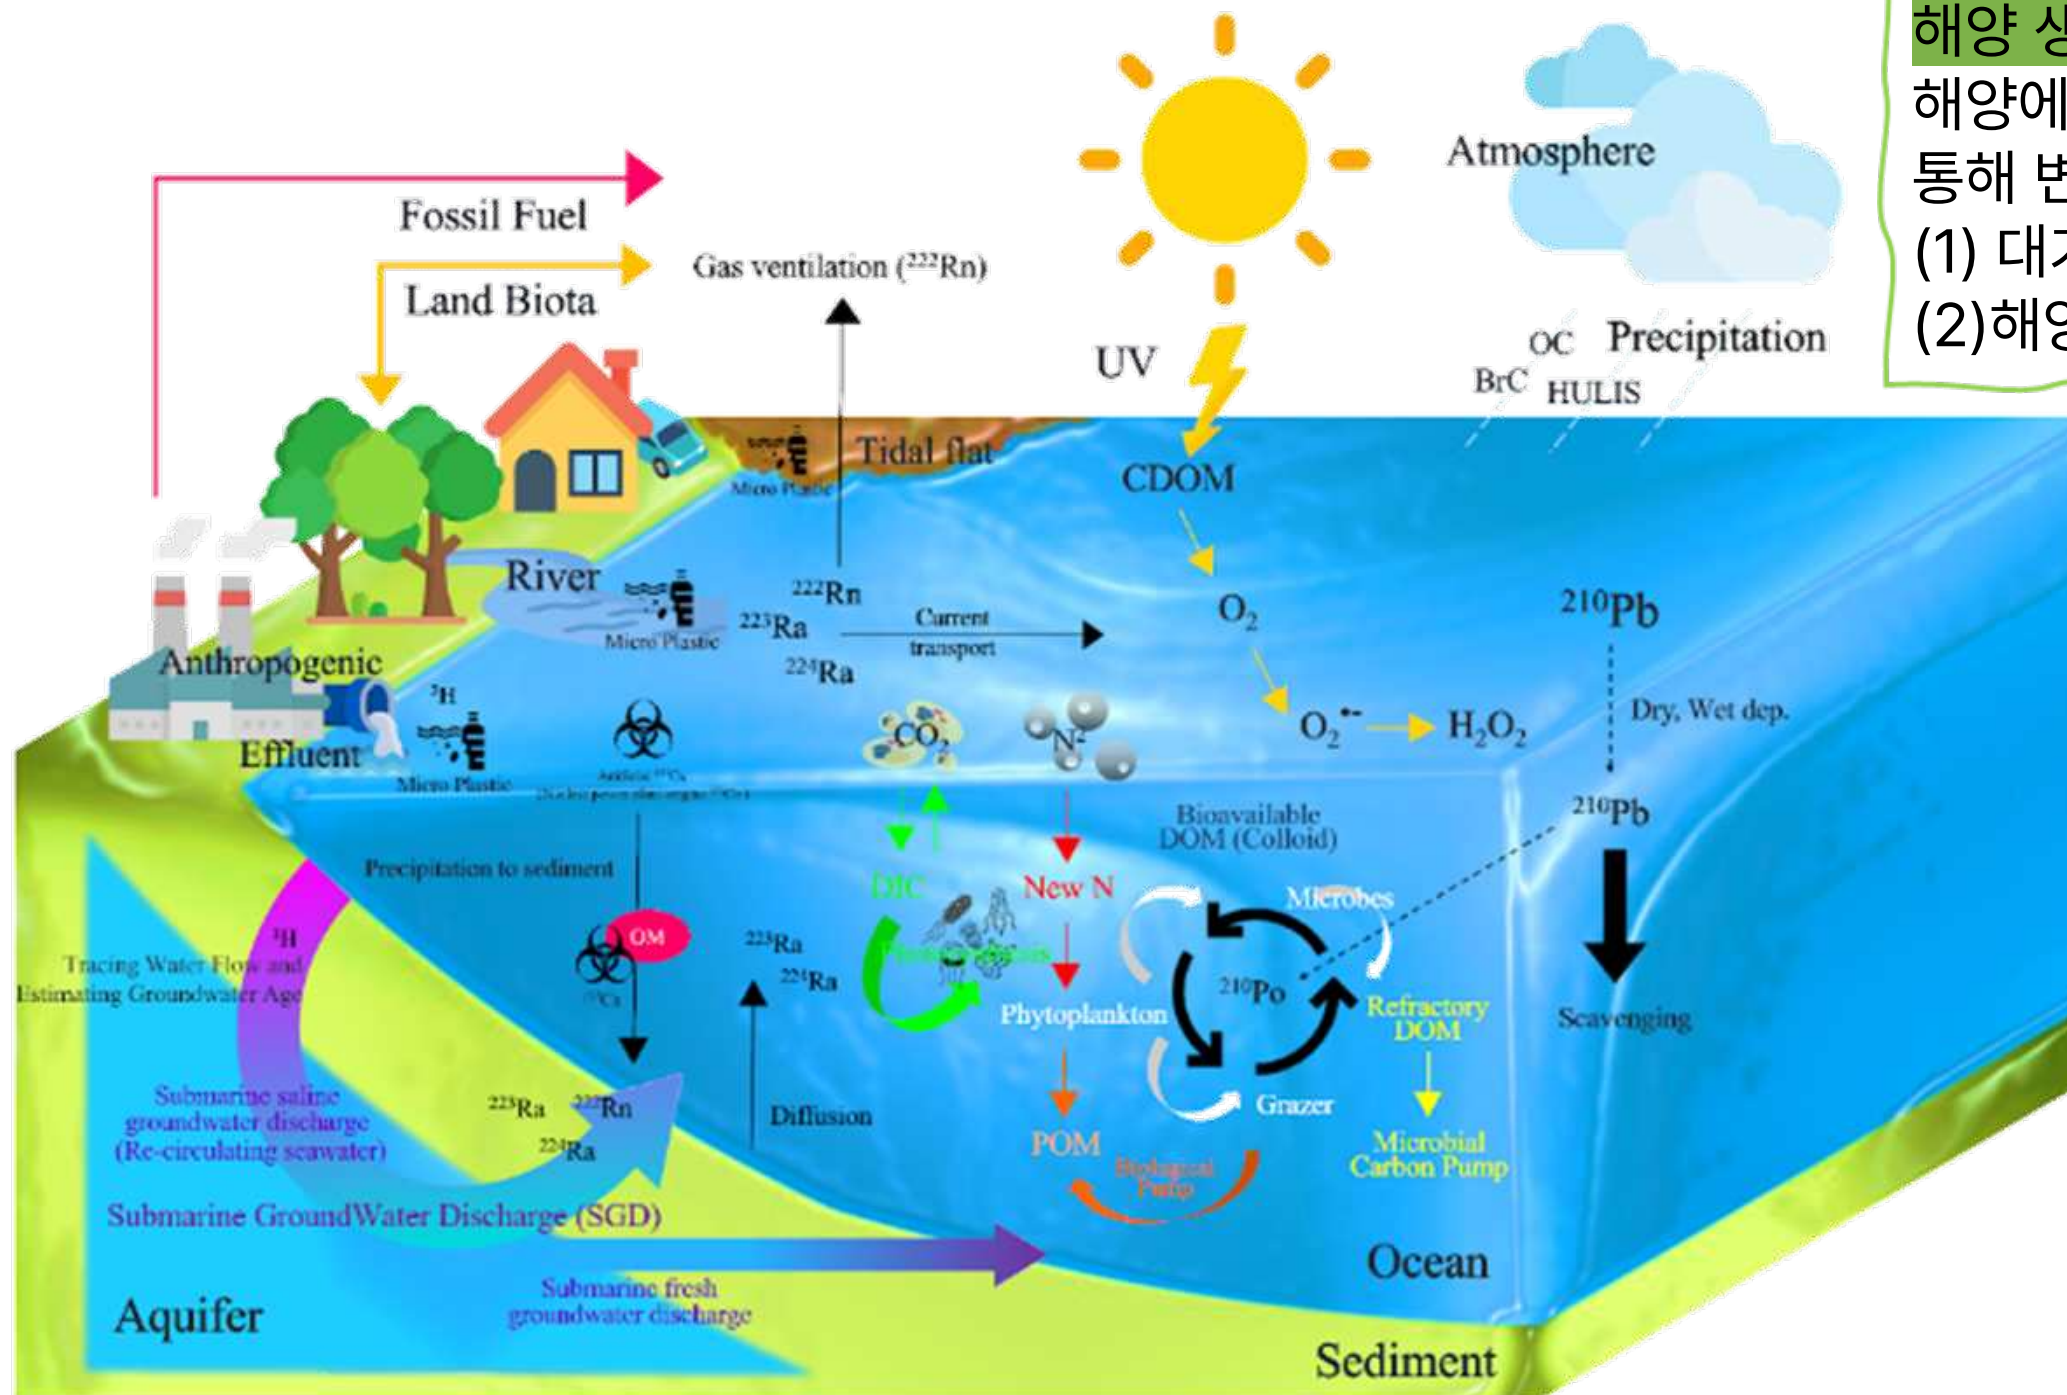 해양
해양에
통해
(1)
(2)해양
Atmosphere
Fossil Fuel
Gas ventilation (²²²Rn)
Land Biota
UV
OC Precipitation
BrC HULIS
Tidal flat
Micro Plastic
CDOM
River
Micro Plastic
²²²Rn
²²³Ra
²²⁴Ra
Current
transport
O₂
²¹⁰Pb
Anthropogenic
Effluent
³H
Micro Plastic
CO₂
N²
O₂•-
H₂O₂
Dry, Wet dep.
²¹⁰Pb
Bioavailable
DOM (Colloid)
Precipitation to sediment
DIC
New N
Microbes
OM
³H
Tracing Water Flow and
Estimating Groundwater Age
²²³Ra
²²⁴Ra
Phytoplankton
²¹⁰Po
Refractory
DOM
Scavenging
Submarine saline
groundwater discharge
(Re-circulating seawater)
²²³Ra ²²²Rn
²²⁴Ra
Diffusion
Grazer
POM
Biological
Pump
Microbial
Carbon Pump
Submarine GroundWater Discharge (SGD)
Submarine fresh
groundwater discharge
Ocean
Aquifer
Sediment